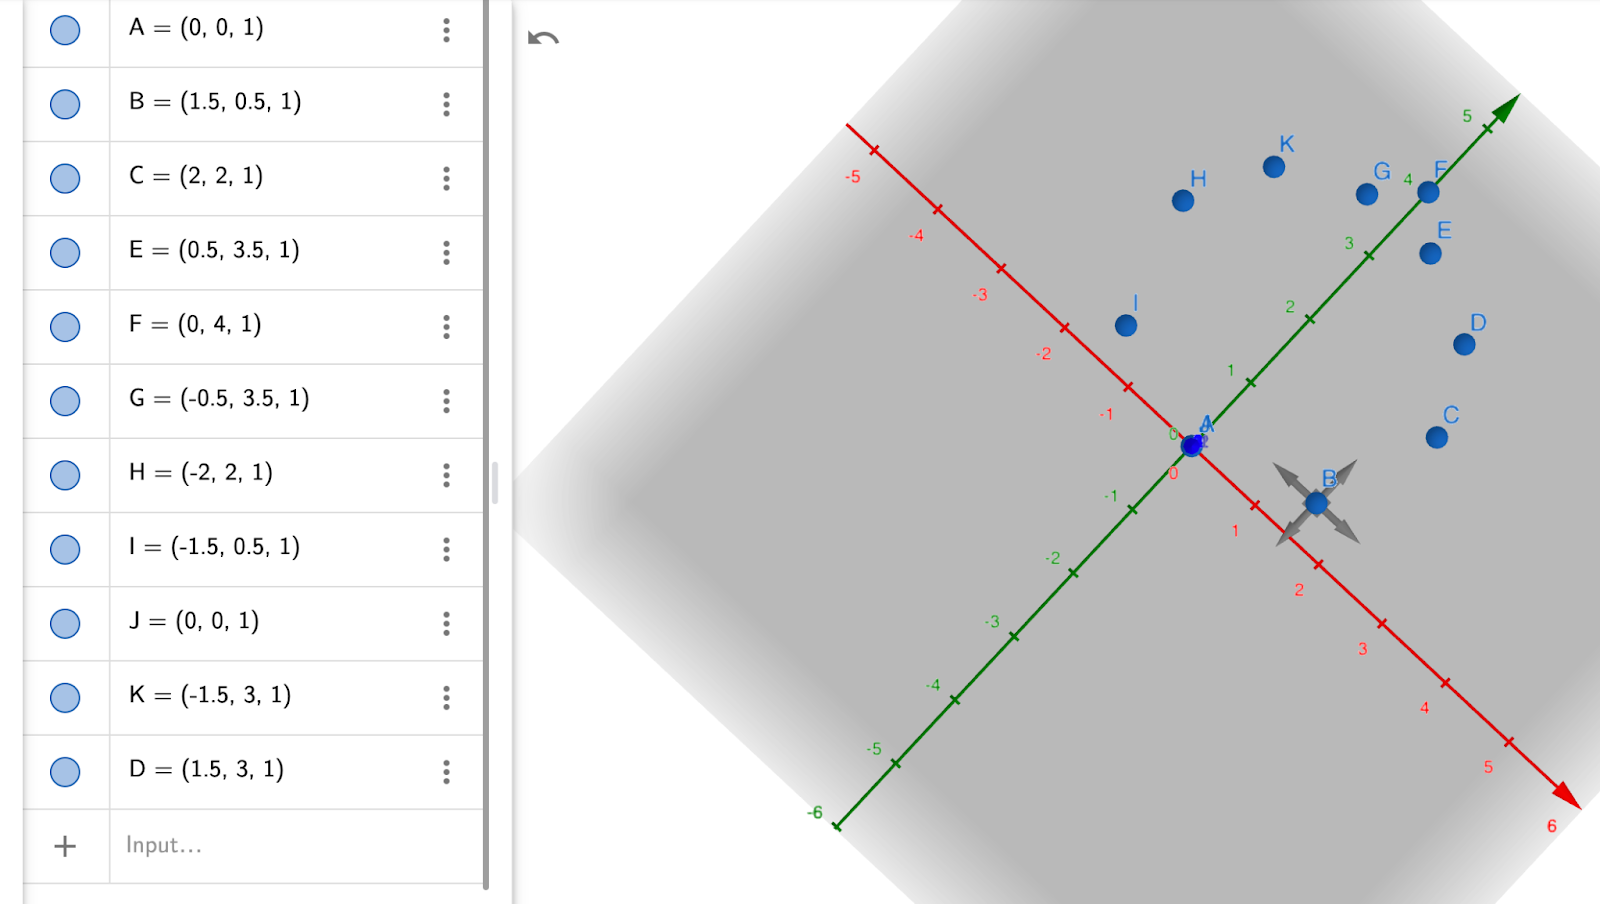 A = (0, 0, 1)
B = (1.5, 0.5, 1)
C = (2, 2, 1)
E = (0.5, 3.5, 1)
F = (0, 4, 1)
G = (-0.5, 3.5, 1)
H = (-2, 2, 1)
I = (-1.5, 0.5, 1)
J = (0, 0, 1)
K = (-1.5, 3, 1)
D = (1.5, 3, 1)
+ Input...
5
K
F
G
4
-5
H
E
-4
3
-3
I
2
D
-2
1
-1
C
A
0
0
B
-1
1
-2
2
-3
3
-4
4
-5
5
-6
6